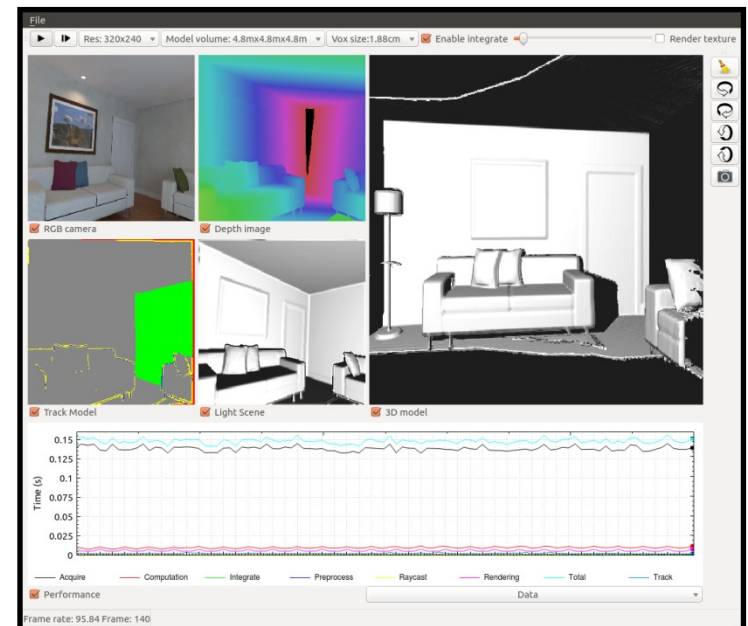 File
Res: 320x240 Model volume: 4.8mx4.8mx4.8m Vox size:1.88cm Enable integrate Render texture
RGB camera Depth image
Track Model Light Scene 3D model
0.15
0.125
0.1
0.075
0.05
0.025
0
Time (s)
Acquire Computation Integrate Preprocess Raycast Rendering Total Track
Performance Data
Frame rate: 95.84 Frame: 140